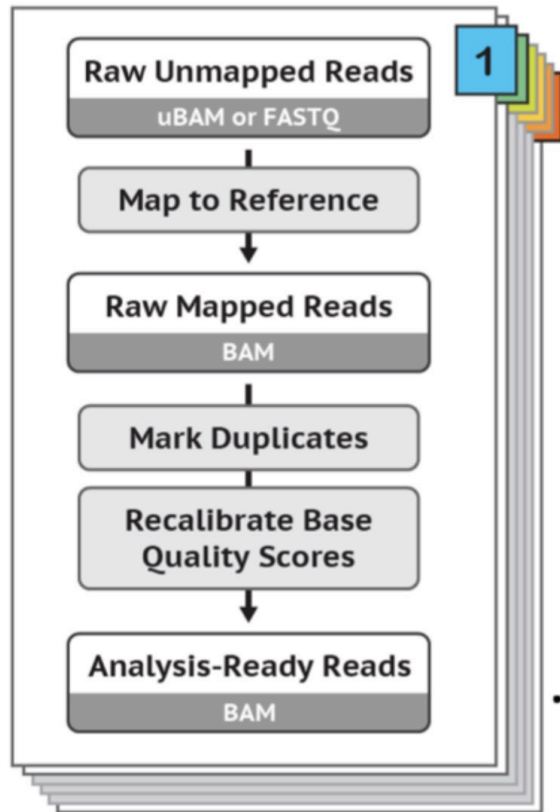 1
Raw Unmapped Reads
uBAM or FASTQ
Map to Reference
Raw Mapped Reads
BAM
Mark Duplicates
Recalibrate Base
Quality Scores
Analysis-Ready Reads
BAM